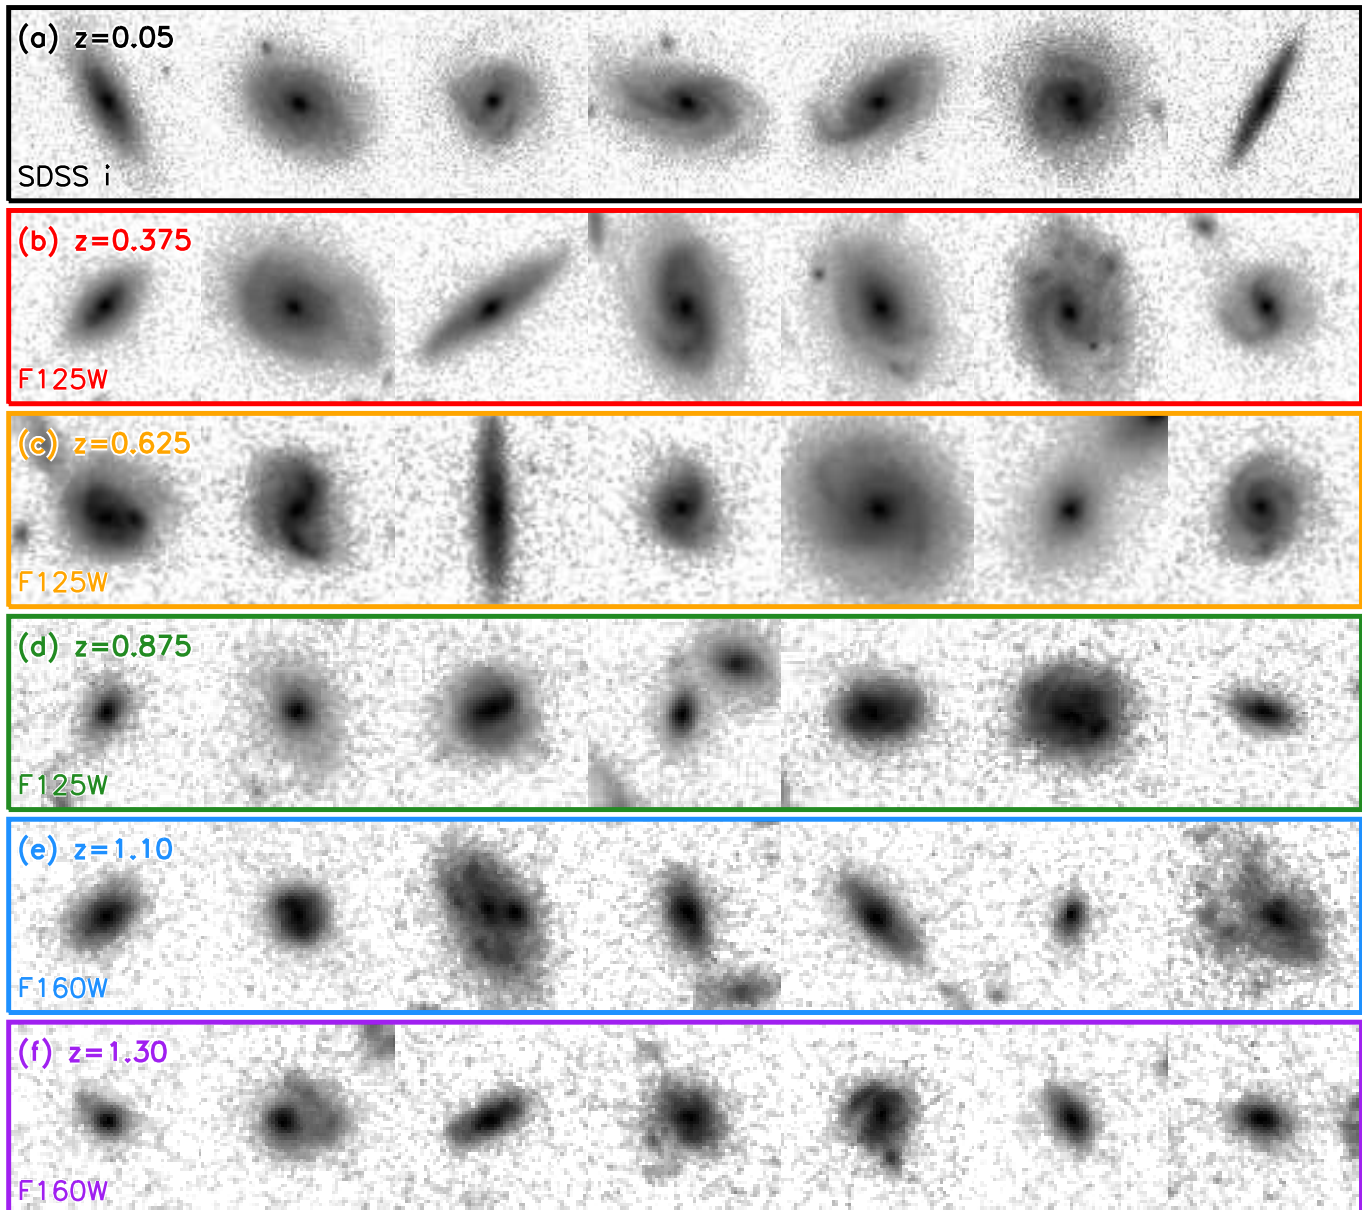 (a) z=0.05
SDSS i
(b) z=0.375
F125W
(c) z=0.625
F125W
(d) z=0.875
F125W
(e) z=1.10
F160W
(f) z=1.30
F160W